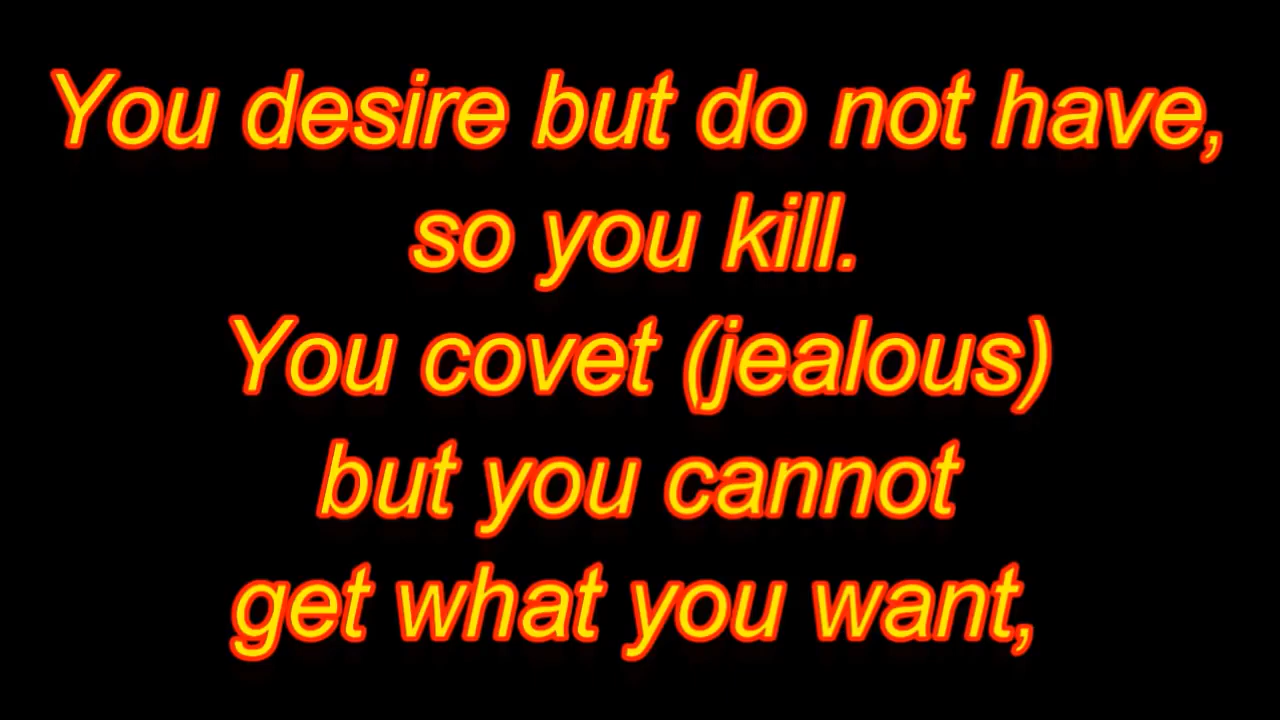 You desire but do not have,
so you kill.
You covet (jealous)
but you cannot
get what you want,